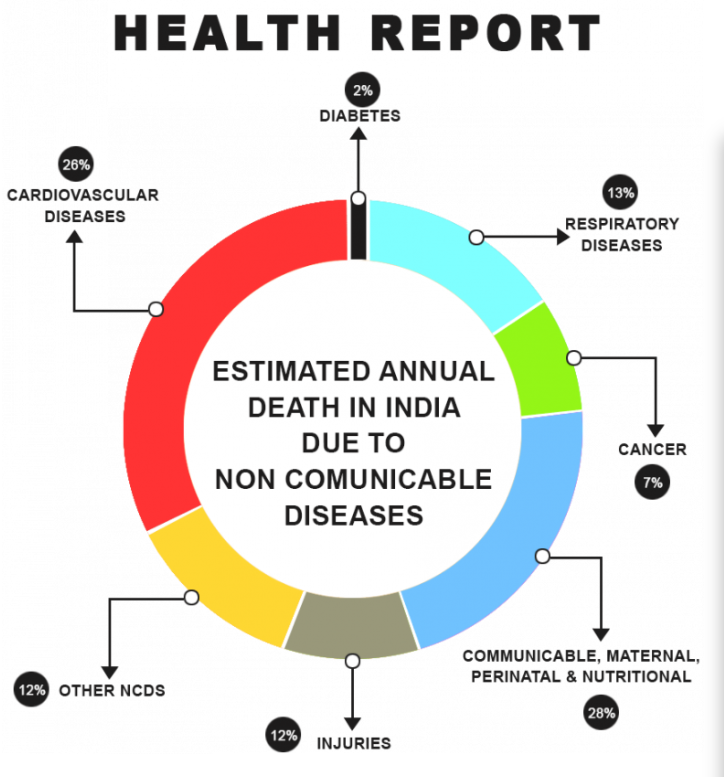 HEALTH REPORT
2%
DIABETES
26%
CARDIOVASCULAR
DISEASES
13%
RESPIRATORY
DISEASES
ESTIMATED ANNUAL
DEATH IN INDIA
DUE TO
NON COMUNICABLE
DISEASES
CANCER
7%
COMMUNICABLE, MATERNAL,
PERINATAL & NUTRITIONAL
28%
12% OTHER NCDS
12% INJURIES